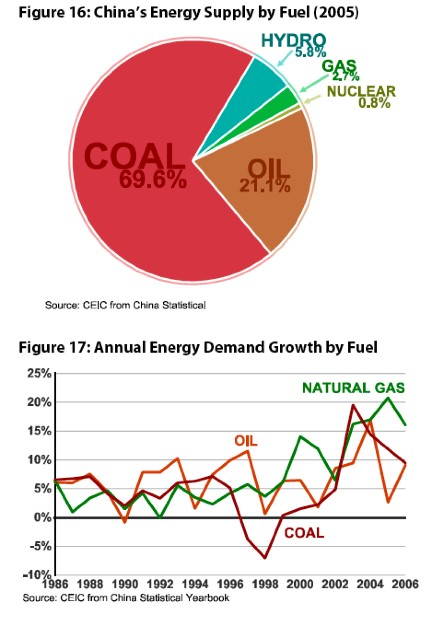 Figure 16: China's Energy Supply by Fuel (2005)
HYDRO
5.8%
GAS
2.7%
NUCLEAR
0.8%
COAL
69.6%
OIL
21.1%
Source: CEIC from China Statistical
Figure 17: Annual Energy Demand Growth by Fuel
25%
NATURAL GAS
20%
15%
OIL
10%
5%
0%
COAL
-5%
-10%
1986 1988 1990 1992 1994 1996 1998 2000 2002 2004 2006
Source: CEIC from China Statistical Yearbook